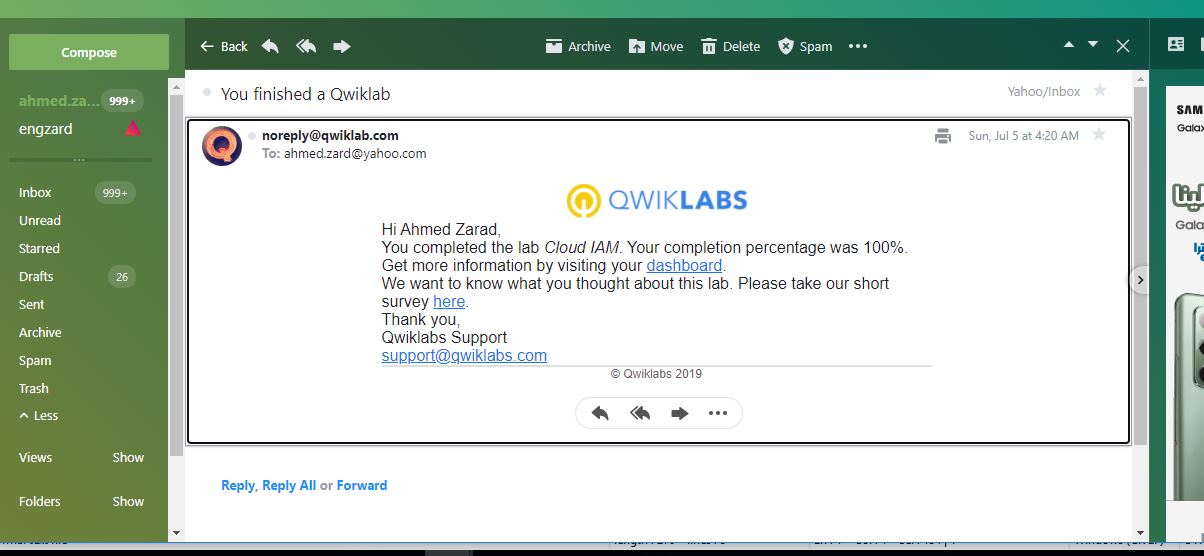 Compose
Back
Archive
Move
Delete
Spam
ahmed.za... 999+
engzard
Inbox 999+
Unread
Starred
Drafts 26
Sent
Archive
Spam
Trash
Less
Views Show
Folders Show
You finished a Qwiklab
Yahoo/Inbox
noreply@qwiklab.com
Sun, Jul 5 at 4:20 AM
To: ahmed.zard@yahoo.com
QWIKLABS
Hi Ahmed Zarad,
You completed the lab Cloud IAM. Your completion percentage was 100%.
Get more information by visiting your dashboard.
We want to know what you thought about this lab. Please take our short
survey here.
Thank you,
Qwiklabs Support
support@qwiklabs.com
© Qwiklabs 2019
Reply, Reply All or Forward
SAM
Galax
Gala